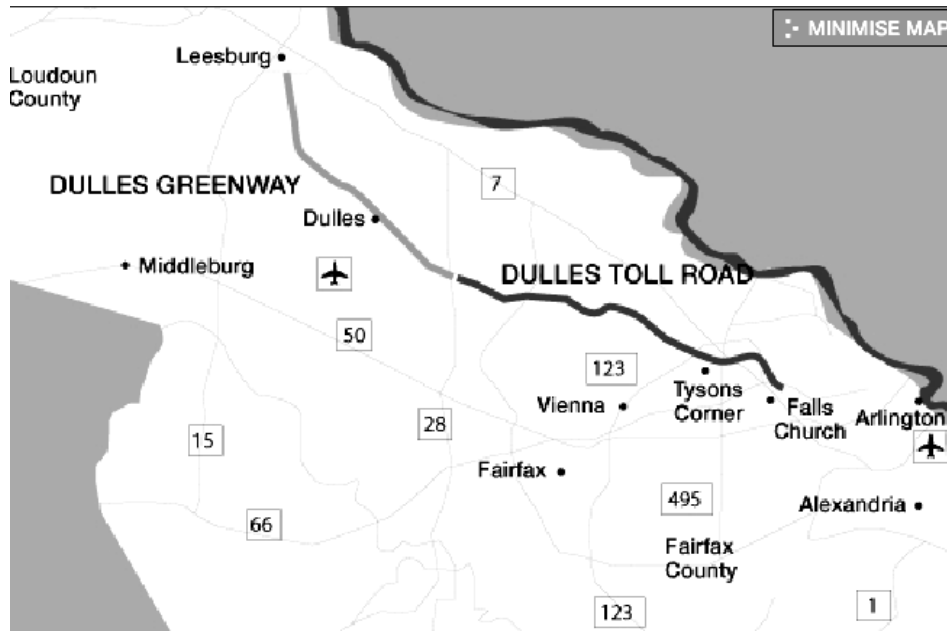 MINIMISE MAP
Leesburg
Loudoun
County
DULLES GREENWAY
7
Dulles
Middleburg
DULLES TOLL ROAD
50
123
Tysons
Corner
Vienna
Falls
Church
Arlington
28
15
Fairfax
495
Alexandria
66
Fairfax
County
123
1